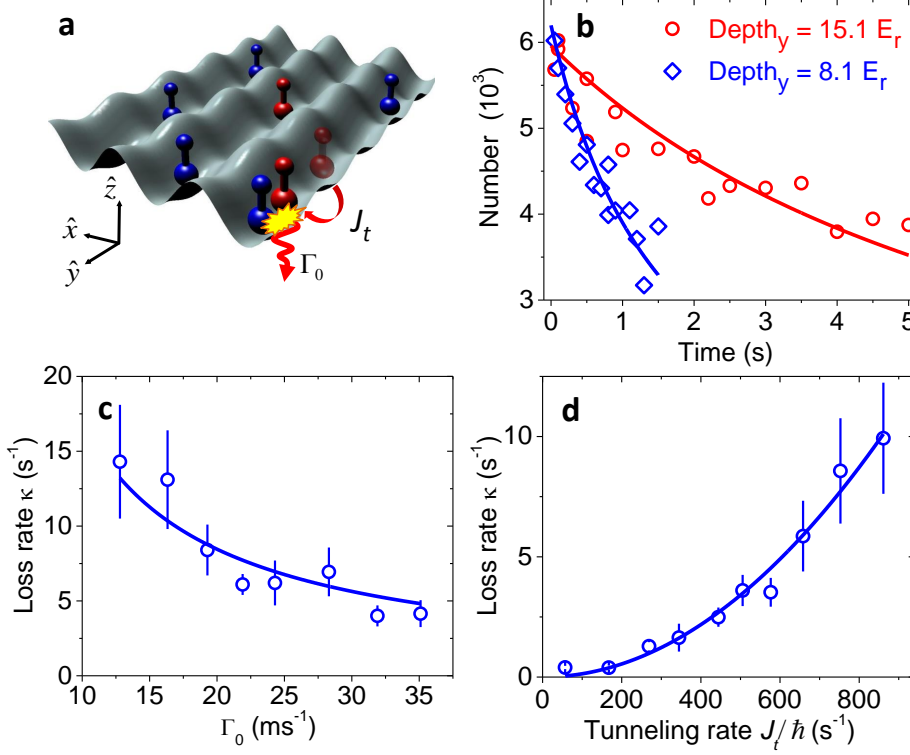 a
ẑ
x̂
ŷ
J_t
Γ_0
b
Depth_y = 15.1 E_r
Depth_y = 8.1 E_r
Number (10^3)
6
5
4
3
0 1 2 3 4 5
Time (s)
c
Loss rate κ (s^-1)
20
15
10
5
0
10 15 20 25 30 35
Γ_0 (ms^-1)
d
Loss rate κ (s^-1)
10
5
0
0 200 400 600 800
Tunneling rate J_t/ħ (s^-1)